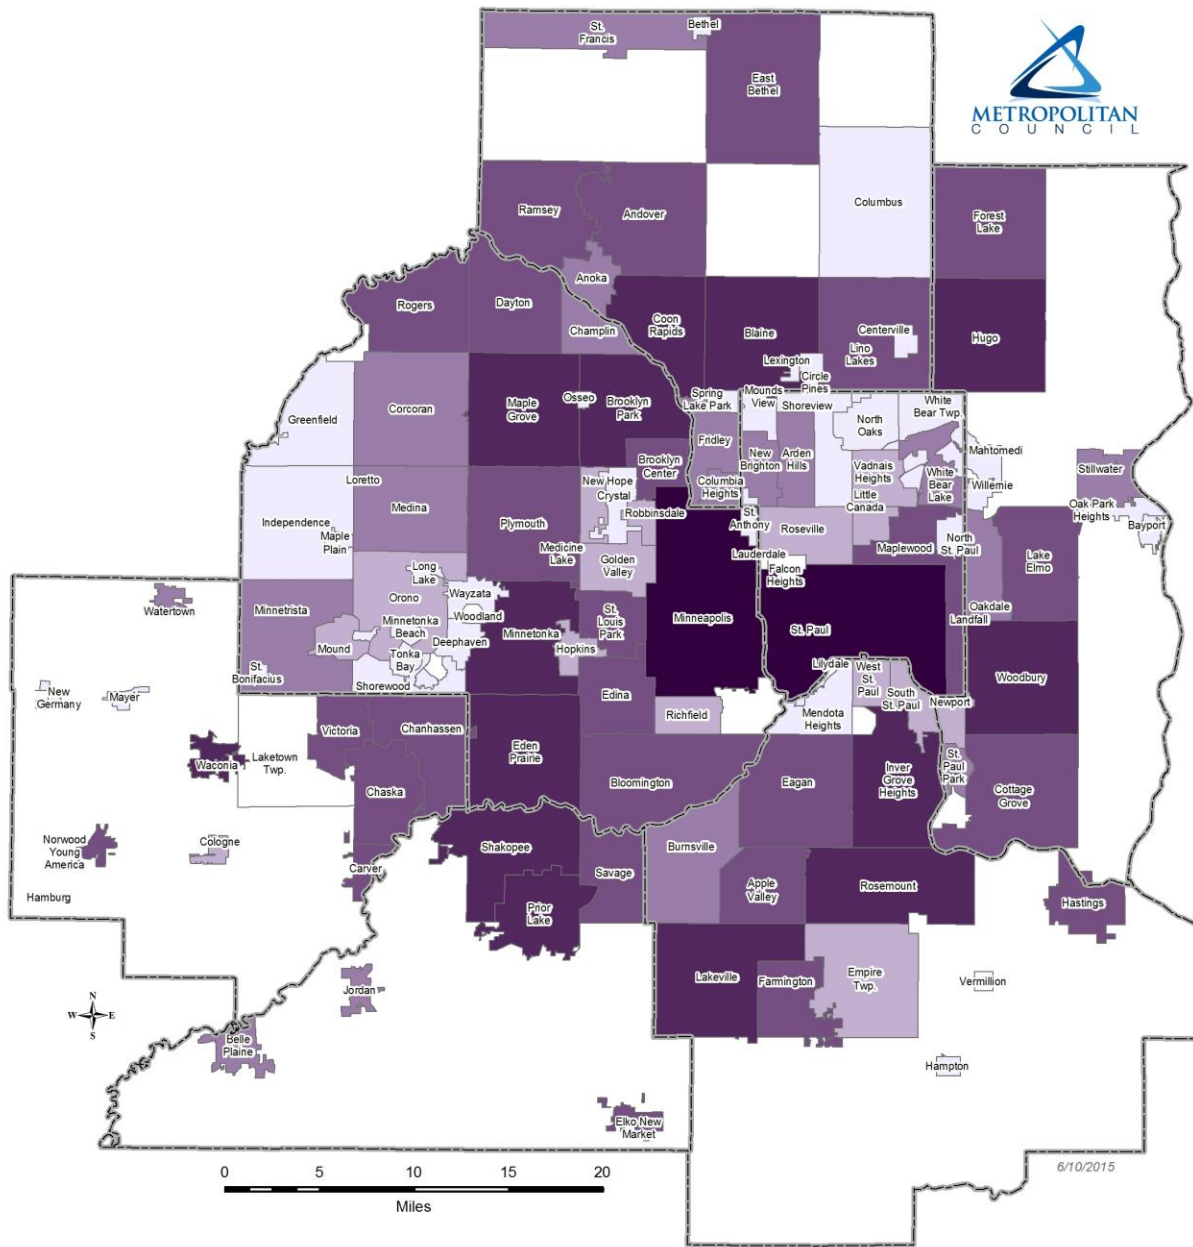 St.
Francis
Bethel
East
Bethel
METROPOLITAN
COUNCIL
Ramsey
Andover
Columbus
Forest
Lake
Anoka
Rogers
Dayton
Champlin
Coon
Rapids
Blaine
Centerville
Lino
Lakes
Hugo
Lexington
Circle
Pines
Greenfield
Corcoran
Maple
Grove
Osseo
Brooklyn
Park
Spring
Lake Park
Mounds
View
Shoreview
North
Oaks
White
Bear Twp.
Fridley
Brooklyn
Center
New
Brighton
Arden
Hills
Mahtomedi
Vadnais
Heights
White
Bear
Lake
Willernie
Stillwater
Loretto
New Hope
Crystal
Columbia
Heights
Little
Canada
Oak Park
Heights
Bayport
Independence
Medina
Plymouth
Robbinsdale
St.
Anthony
Roseville
Maple
Plain
Medicine
Lake
Golden
Valley
Lauderdale
Falcon
Heights
Maplewood
North
St. Paul
Lake
Elmo
Long
Lake
Wayzata
Orono
Woodland
Watertown
Minnetrista
Minnetonka
Beach
Deephaven
Minnetonka
St.
Louis
Park
Minneapolis
St. Paul
Oakdale
Landfall
Mound
Tonka
Bay
Hopkins
St.
Bonifacius
Shorewood
Lilydale
West
St.
Paul
South
St. Paul
Newport
Woodbury
New
Germany
Mayer
Edina
Richfield
Mendota
Heights
Victoria
Chanhassen
Waconia
Laketown
Twp.
Eden
Prairie
Bloomington
Eagan
Inver
Grove
Heights
St.
Paul
Park
Cottage
Grove
Chaska
Norwood
Young
America
Cologne
Shakopee
Burnsville
Hamburg
Carver
Savage
Apple
Valley
Rosemount
Hastings
Prior
Lake
Jordan
Lakeville
Farmington
Empire
Twp.
Vermillion
N
W E
S
Belle
Plaine
Hampton
Elko New
Market
0 5 10 15 20
Miles
6/10/2015